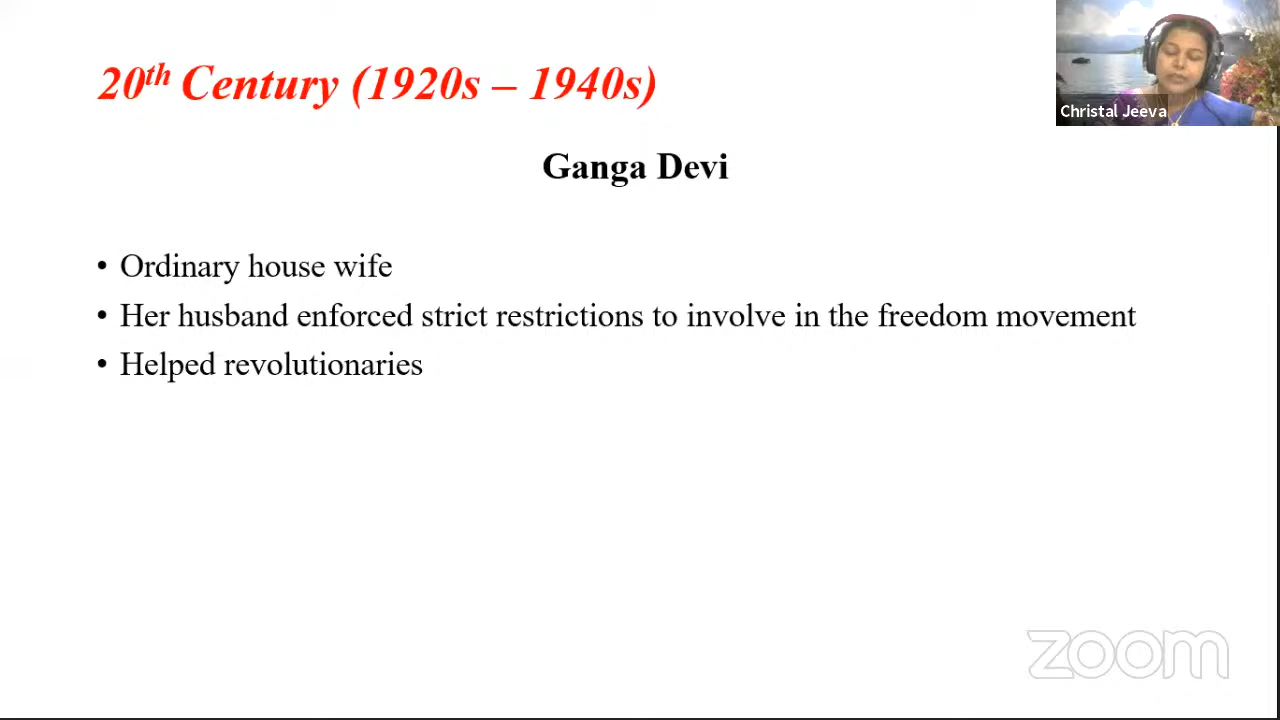 20th Century (1920s – 1940s)
Christal Jeeva
Ganga Devi
• Ordinary house wife
• Her husband enforced strict restrictions to involve in the freedom movement
• Helped revolutionaries
zoom